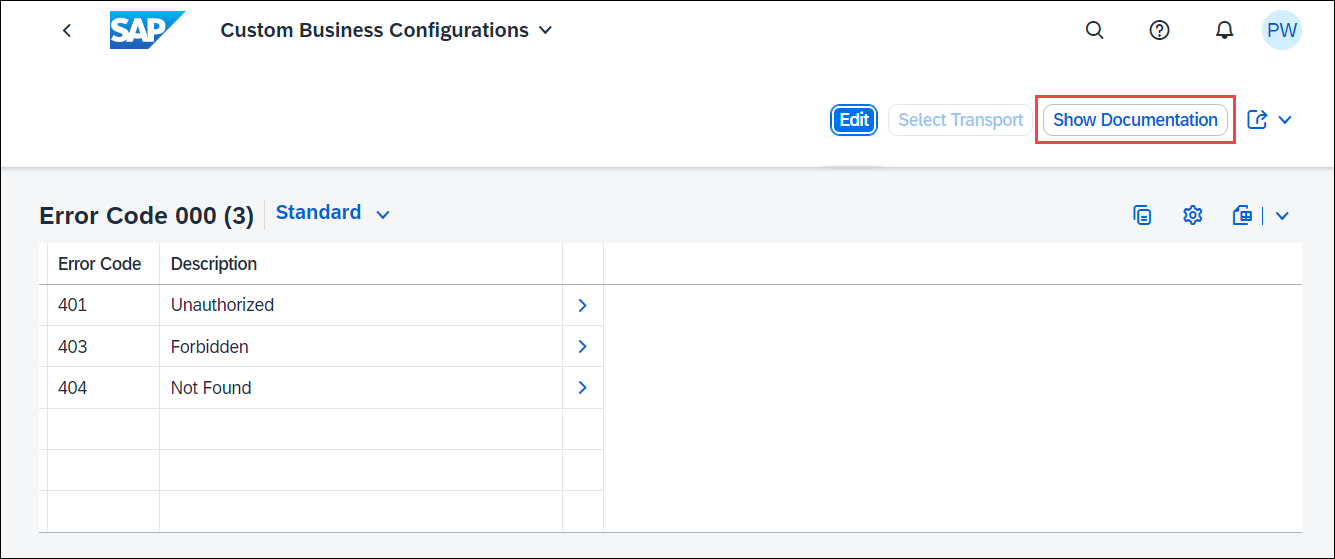 SAP Custom Business Configurations PW
Edit Select Transport Show Documentation
Error Code 000 (3) Standard
Error Code Description
401 Unauthorized
403 Forbidden
404 Not Found